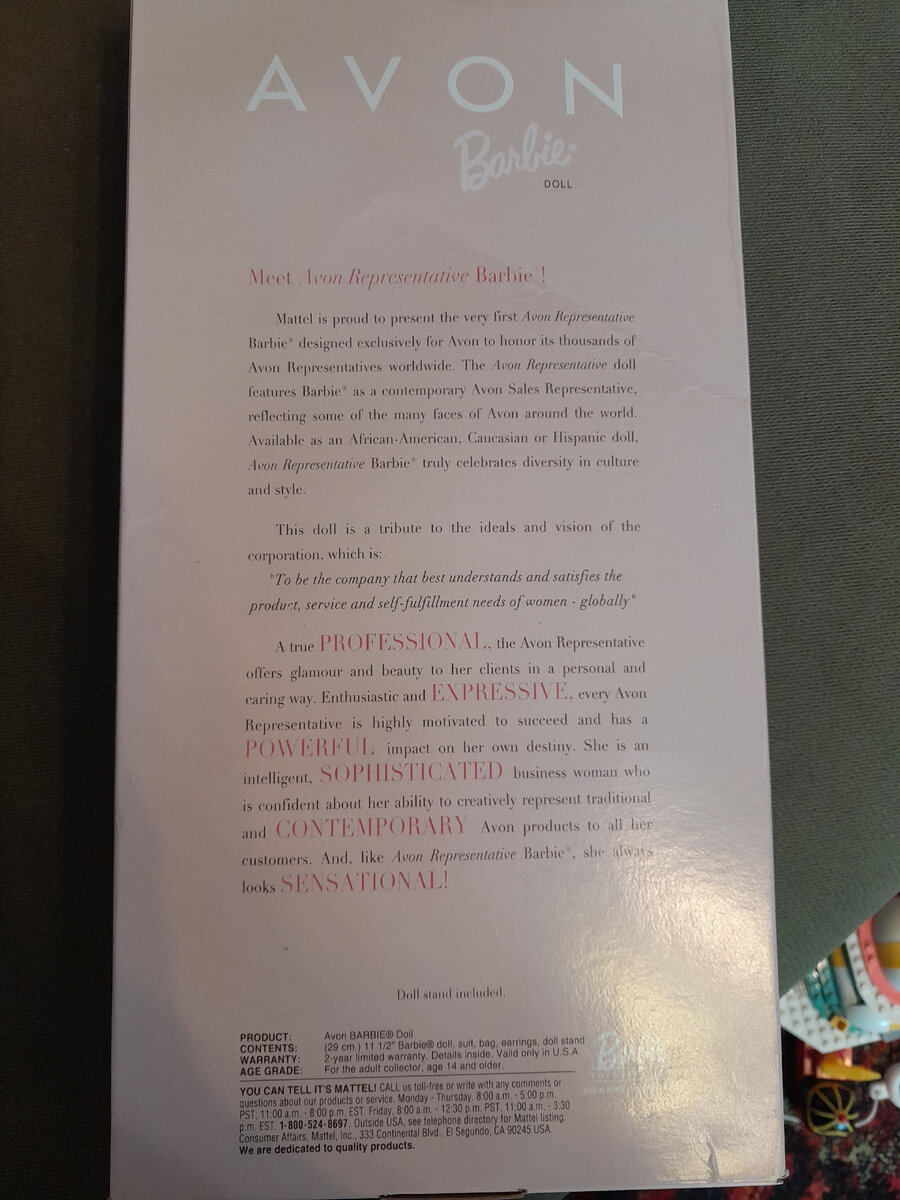 AVON
Barbie®
DOLL
Meet Avon Representative Barbie®!
Mattel is proud to present the very first Avon Representative
Barbie® designed exclusively for Avon to honor its thousands of
Avon Representatives worldwide. The Avon Representative doll
features Barbie® as a contemporary Avon Sales Representative,
reflecting some of the many faces of Avon around the world.
Available as an African-American, Caucasian or Hispanic doll,
Avon Representative Barbie® truly celebrates diversity in culture
and style.
This doll is a tribute to the ideals and vision of the
corporation, which is:
"To be the company that best understands and satisfies the
product, service and self-fulfillment needs of women - globally"
A true PROFESSIONAL, the Avon Representative
offers glamour and beauty to her clients in a personal and
caring way. Enthusiastic and EXPRESSIVE, every Avon
Representative is highly motivated to succeed and has a
POWERFUL impact on her own destiny. She is an
intelligent, SOPHISTICATED business woman who
is confident about her ability to creatively represent traditional
and CONTEMPORARY Avon products to all her
customers. And, like Avon Representative Barbie®, she always
looks SENSATIONAL!
Doll stand included.
PRODUCT: Avon BARBIE® Doll
CONTENTS: (29 cm.) 11 1/2" Barbie® doll, suit, bag, earrings, doll stand
WARRANTY: 2-year limited warranty. Details inside. Valid only in U.S.A.
AGE GRADE: For the adult collector, age 14 and older.
YOU CAN TELL IT'S MATTEL! CALL us toll-free or write with any comments or
questions about our products or service. Monday - Thursday. 8:00 a.m. - 5:00 p.m.
PST; 11:00 a.m. - 8:00 p.m. EST. Friday, 8:00 a.m. - 12:30 p.m. PST, 11:00 a.m. - 3:30
p.m. EST. 1-800-524-8697. Outside USA, see telephone directory for Mattel listing.
Consumer Affairs, Mattel, Inc., 333 Continental Blvd., El Segundo, CA 90245 USA.
We are dedicated to quality products.
Barbie